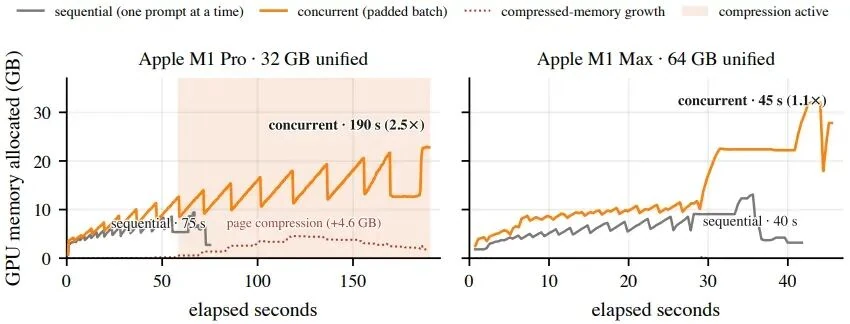 sequential (one prompt at a time)
concurrent (padded batch)
compressed-memory growth
compression active
Apple M1 Pro · 32 GB unified
Apple M1 Max · 64 GB unified
GPU memory allocated (GB)
30
20
10
0
concurrent · 190 s (2.5×)
sequential · 75 s
page compression (+4.6 GB)
0
50
100
150
elapsed seconds
concurrent · 45 s (1.1×)
sequential · 40 s
0
10
20
30
40
elapsed seconds